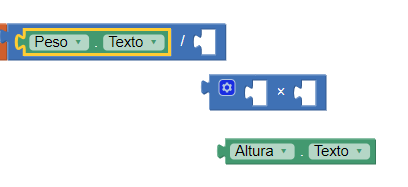 Peso . Texto /
×
Altura . Texto